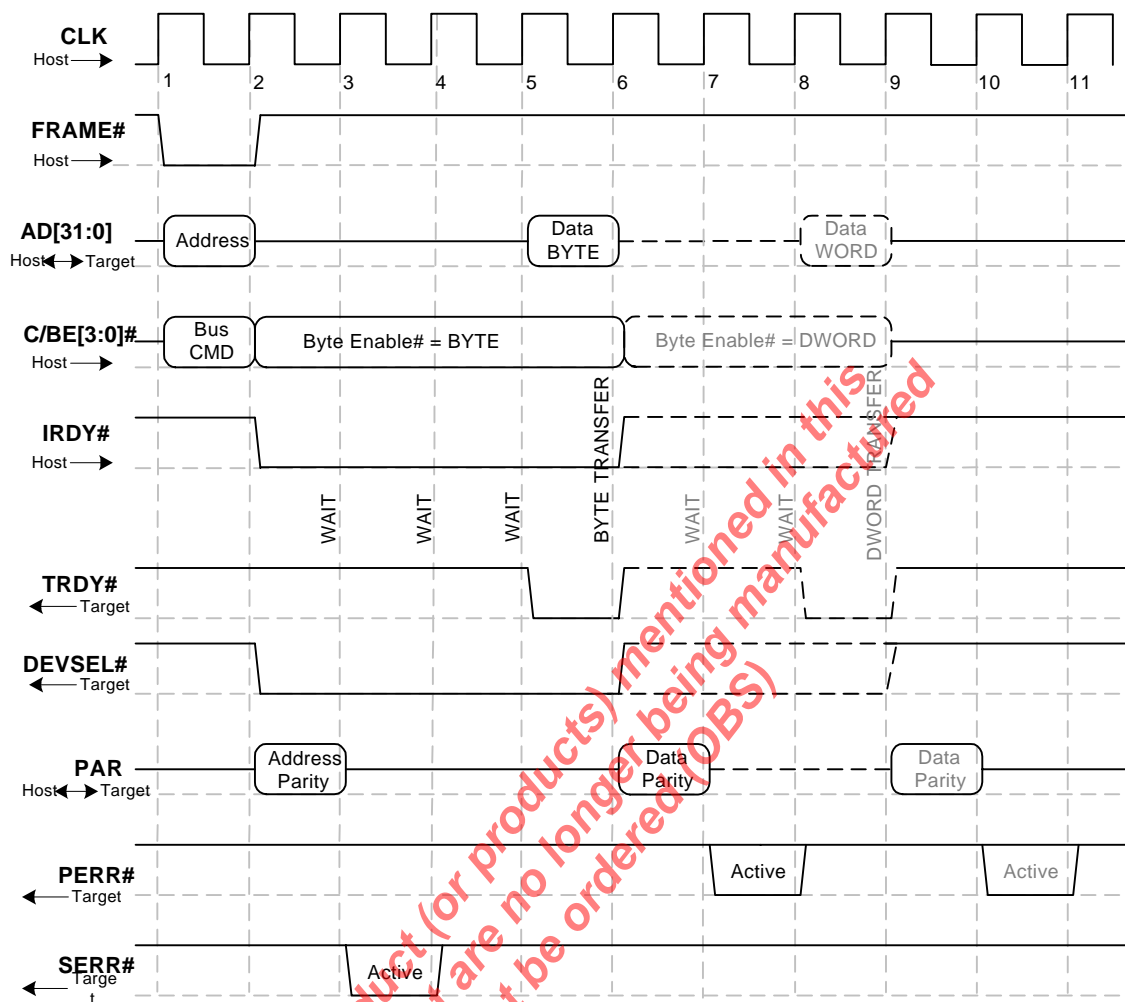 CLK
Host
1 2 3 4 5 6 7 8 9 10 11
FRAME#
Host
AD[31:0]
Host Target
Address
Data
BYTE
Data
WORD
C/BE[3:0]#
Host
Bus
CMD
Byte Enable# = BYTE
Byte Enable# = DWORD
IRDY#
Host
WAIT
WAIT
WAIT
BYTE TRANSFER
WAIT
WAIT
DWORD TRANSFER
TRDY#
Target
DEVSEL#
Target
PAR
Host Target
Address
Parity
Data
Parity
Data
Parity
PERR#
Target
Active
Active
SERR#
Targe
t
Active
duct (or products) mentioned in this
t are no longer being manufactured
t be ordered (OBS)